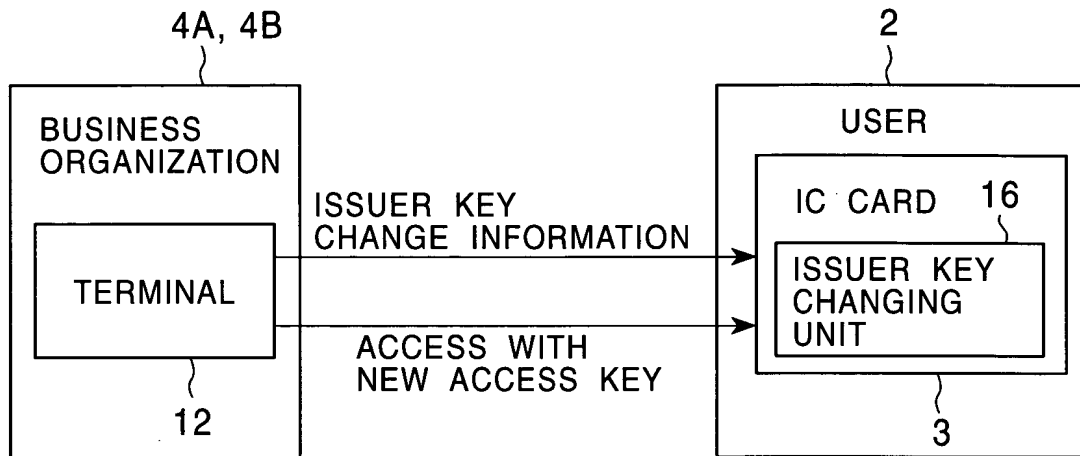 4A, 4B
2
BUSINESS
ORGANIZATION
USER
ISSUER KEY
CHANGE INFORMATION
IC CARD
16
TERMINAL
ISSUER KEY
CHANGING
UNIT
ACCESS WITH
NEW ACCESS KEY
12
3